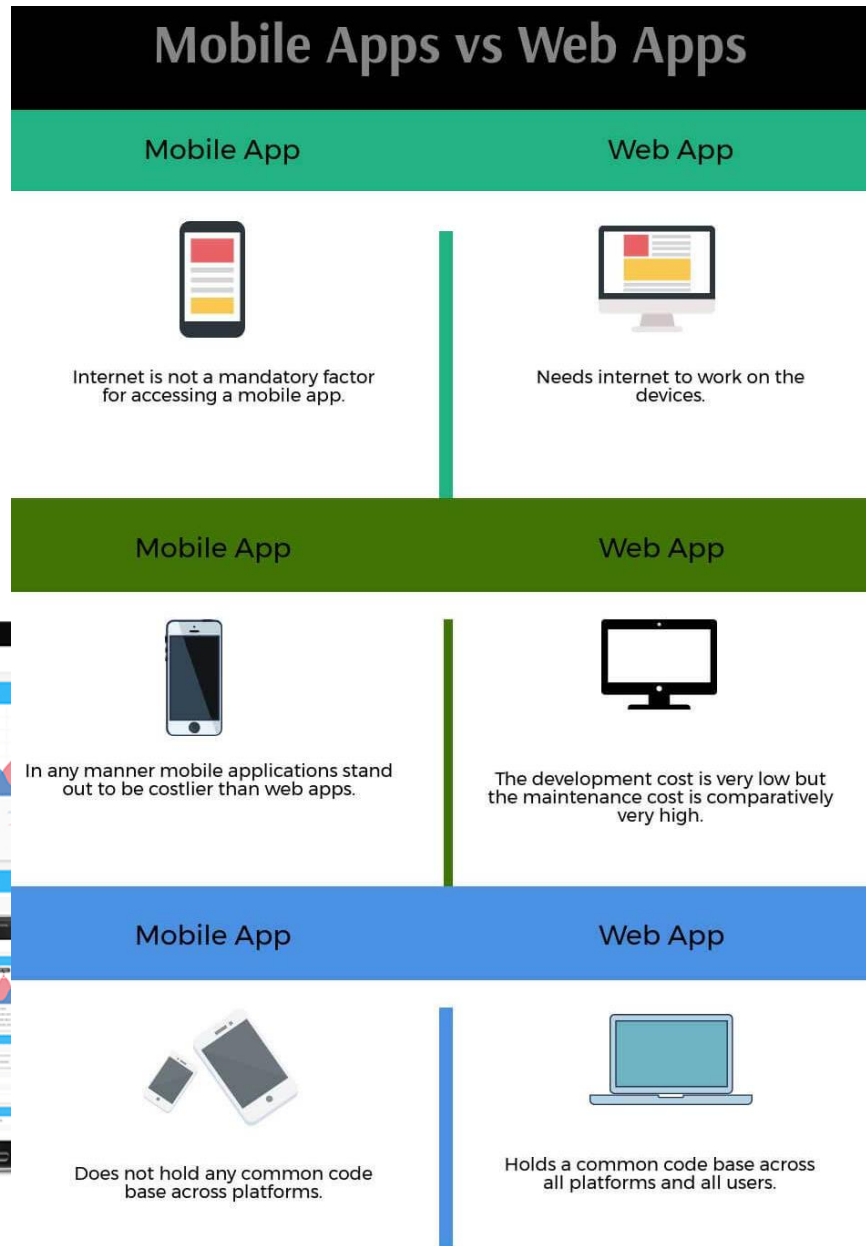 Mobile Apps vs Web Apps
Mobile App
Web App
Internet is not a mandatory factor
for accessing a mobile app.
Needs internet to work on the
devices.
Mobile App
Web App
In any manner mobile applications stand
out to be costlier than web apps.
The development cost is very low but
the maintenance cost is comparatively
very high.
Mobile App
Web App
Does not hold any common code
base across platforms.
Holds a common code base across
all platforms and all users.